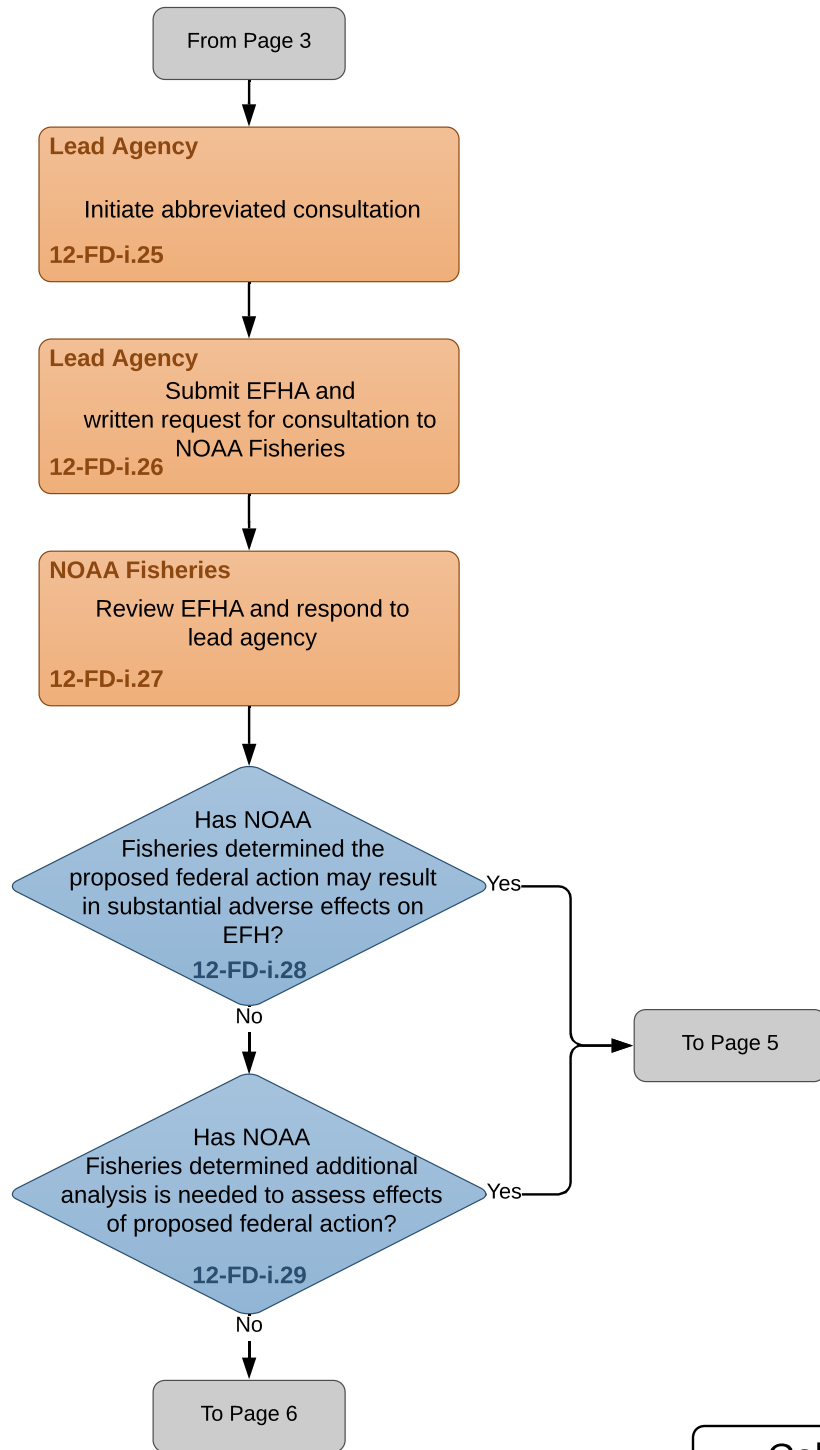 From Page 3
Lead Agency
Initiate abbreviated consultation
12-FD-i.25
Lead Agency
Submit EFHA and
written request for consultation to
NOAA Fisheries
12-FD-i.26
NOAA Fisheries
Review EFHA and respond to
lead agency
12-FD-i.27
Has NOAA
Fisheries determined the
proposed federal action may result
in substantial adverse effects on
EFH?
12-FD-i.28
Yes
No
To Page 5
Has NOAA
Fisheries determined additional
analysis is needed to assess effects
of proposed federal action?
12-FD-i.29
Yes
No
To Page 6